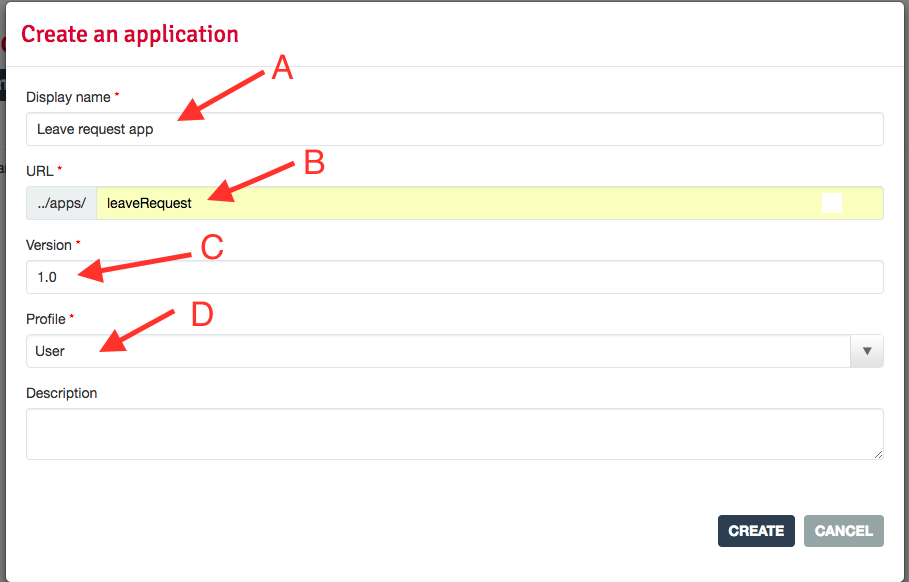 Create an application
A
Display name *
Leave request app
B
URL *
../apps/ leaveRequest
C
Version *
1.0
D
Profile *
User
Description
CREATE CANCEL